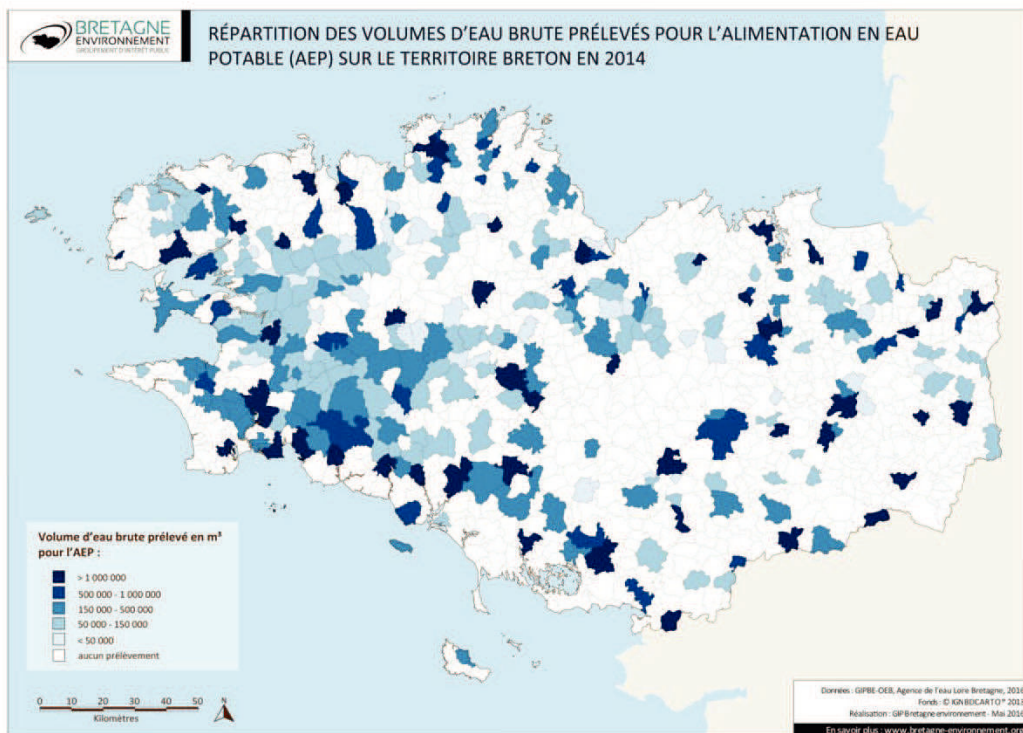 BRETAGNE
ENVIRONNEMENT
GROUPEMENT D'INTÉRÊT PUBLIC
RÉPARTITION DES VOLUMES D'EAU BRUTE PRÉLEVÉS POUR L'ALIMENTATION EN EAU
POTABLE (AEP) SUR LE TERRITOIRE BRETON EN 2014
Volume d'eau brute prélevé en m³
pour l'AEP :
> 1 000 000
500 000 - 1 000 000
150 000 - 500 000
50 000 - 150 000
< 50 000
aucun prélèvement
0 10 20 30 40 50 N
Kilomètres
Données : GIPBE-OEB, Agence de l'eau Loire Bretagne, 2016
Fonds : © IGN BDCARTO® 2013
Réalisation : GIP Bretagne environnement - Mai 2016
En savoir plus : www.bretagne-environnement.org